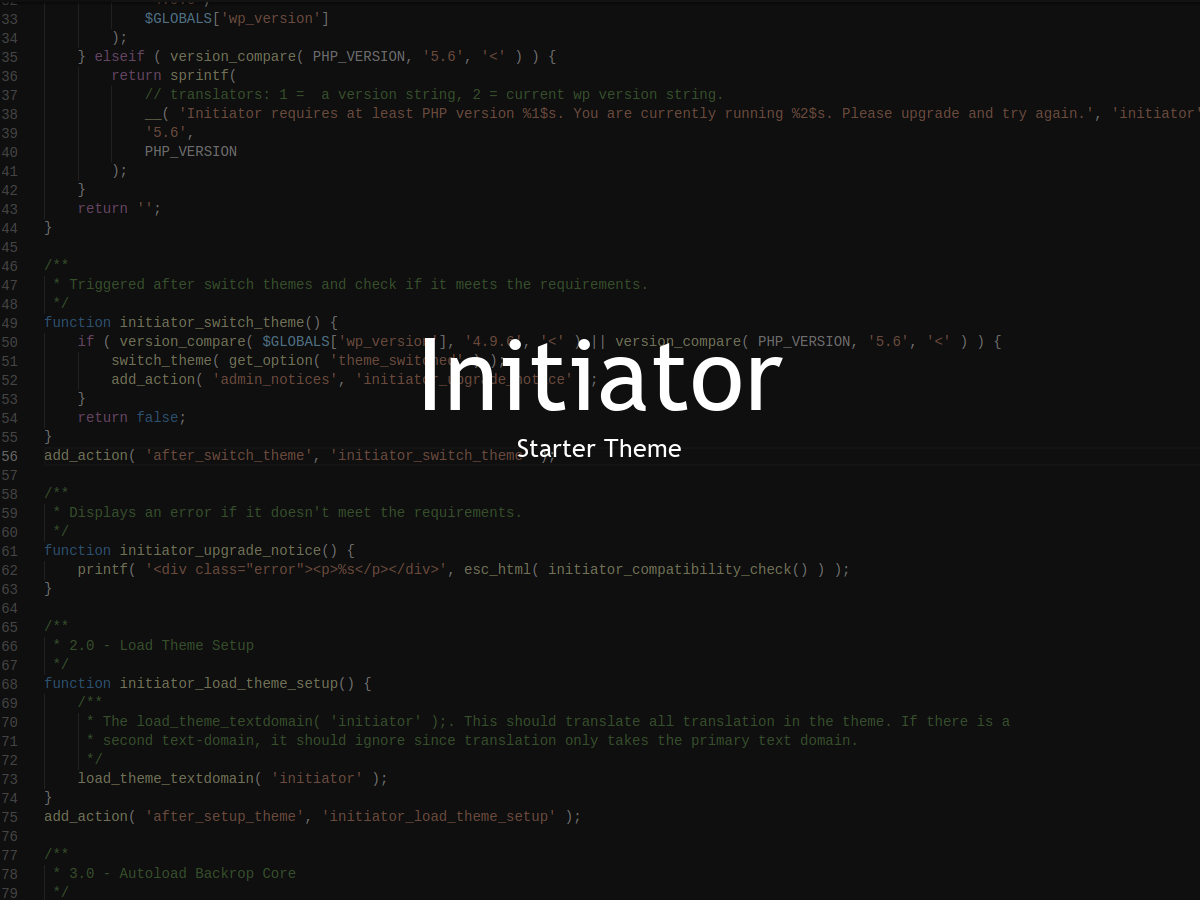 33 $GLOBALS['wp_version']
34 );
35 } elseif ( version_compare( PHP_VERSION, '5.6', '<' ) ) {
36 return sprintf(
37 // translators: 1 =  a version string, 2 = current wp version string.
38 __( 'Initiator requires at least PHP version %1$s. You are currently running %2$s. Please upgrade and try again.', 'initiator'
39 '5.6',
40 PHP_VERSION
41 );
42 }
43 return '';
44 }
45
46 /**
47 * Triggered after switch themes and check if it meets the requirements.
48 */
49 function initiator_switch_theme() {
50 if ( version_compare( $GLOBALS['wp_version'], '4.9.6', '<' ) || version_compare( PHP_VERSION, '5.6', '<' ) ) {
51 switch_theme( get_option( 'theme_switched' ) );
52 add_action( 'admin_notices', 'initiator_upgrade_notice' );
Initiator
53 }
54 return false;
55 }
Starter Theme
56 add_action( 'after_switch_theme', 'initiator_switch_theme' );
57
58 /**
59 * Displays an error if it doesn't meet the requirements.
60 */
61 function initiator_upgrade_notice() {
62 printf( '<div class="error"><p>%s</p></div>', esc_html( initiator_compatibility_check() ) );
63 }
64
65 /**
66 * 2.0 - Load Theme Setup
67 */
68 function initiator_load_theme_setup() {
69 /**
70 * The load_theme_textdomain( 'initiator' );. This should translate all translation in the theme. If there is a
71 * second text-domain, it should ignore since translation only takes the primary text domain.
72 */
73 load_theme_textdomain( 'initiator' );
74 }
75 add_action( 'after_setup_theme', 'initiator_load_theme_setup' );
76
77 /**
78 * 3.0 - Autoload Backrop Core
79 */